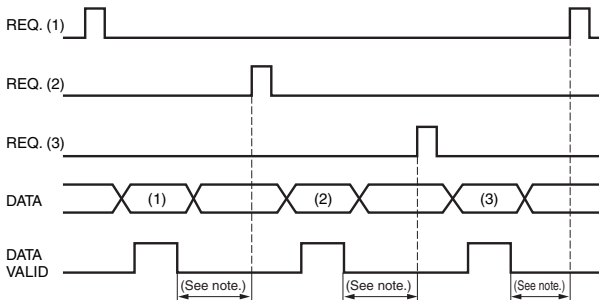 REQ. (1)
REQ. (2)
REQ. (3)
DATA
(1)
(2)
(3)
DATA
VALID
(See note.)
(See note.)
(See note.)